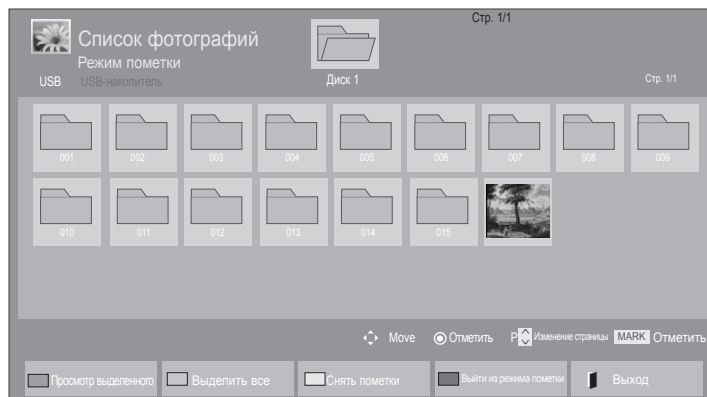 Стр. 1/1
Список фотографий
Режим пометки
USB USB-накопитель
Диск 1
Стр. 1/1
001 002 003 004 005 006 007 008 009
010 011 012 013 014 015
Move Отметить P Изменение страницы MARK Отметить
Просмотр выделенного Выделить все Снять пометки Выйти из режима пометки Выход